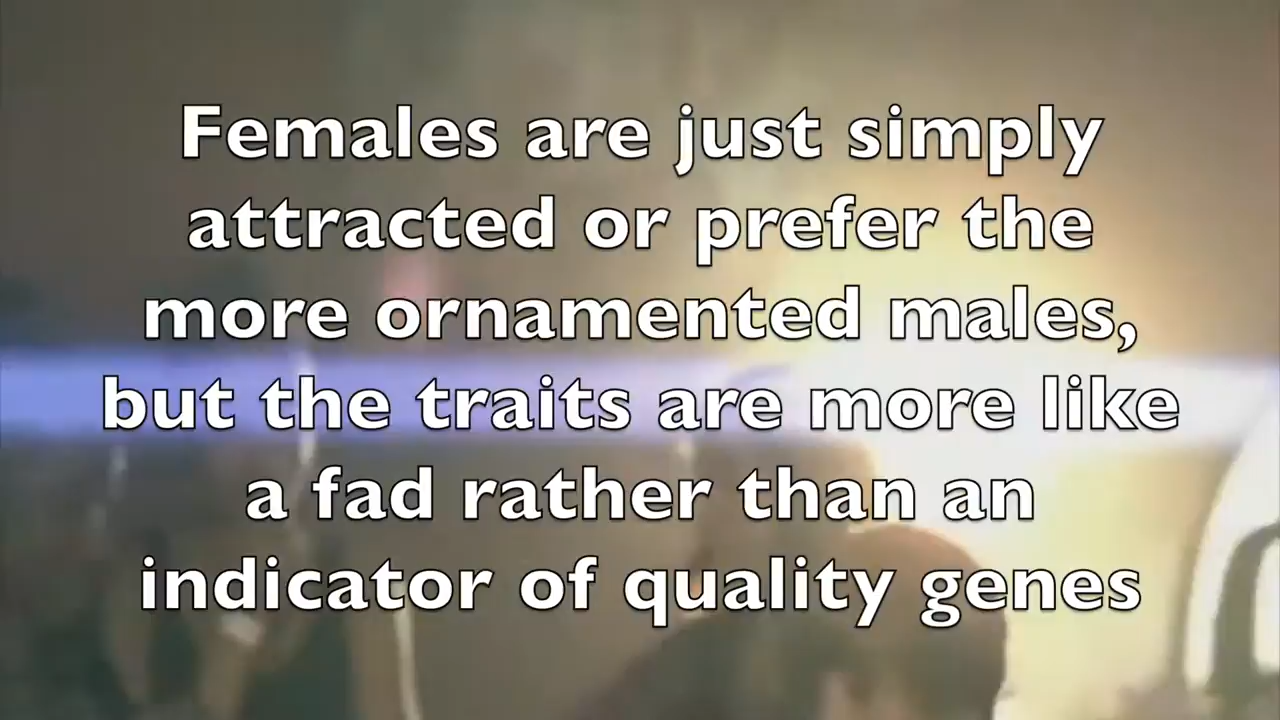 Females are just simply
attracted or prefer the
more ornamented males,
but the traits are more like
a fad rather than an
indicator of quality genes